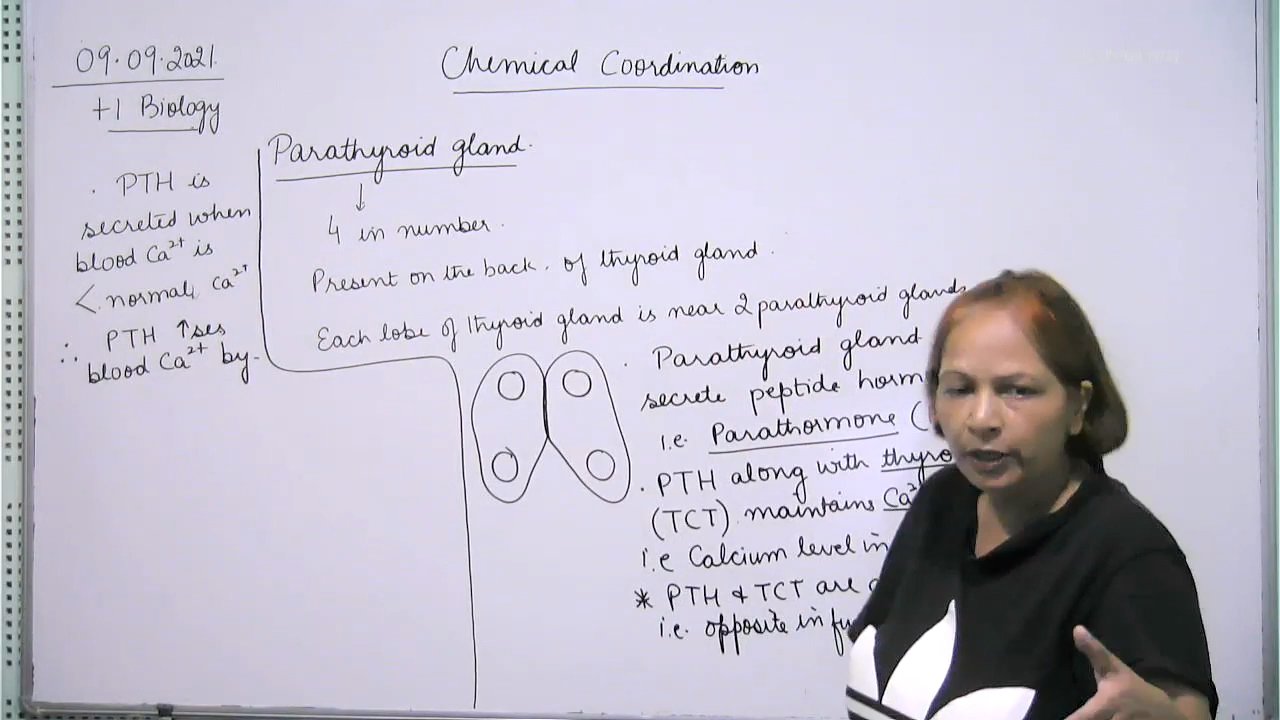 09.09.2021.
Chemical Coordination
+1 Biology
Parathyroid gland.
↓
4 in number.
Present on the back. of thyroid gland.
Each lobe of thyroid gland is near 2 parathyroid glands
. PTH is
secreted when
blood Ca²⁺ is
< normal Ca²⁺
∴ PTH ↑ses
blood Ca²⁺ by-
. Parathyroid gland
secrete peptide
i.e. Parathormone (
. PTH along with
(TCT) maintains
i.e Calcium level in
* PTH & TCT are
i.e. opposite in